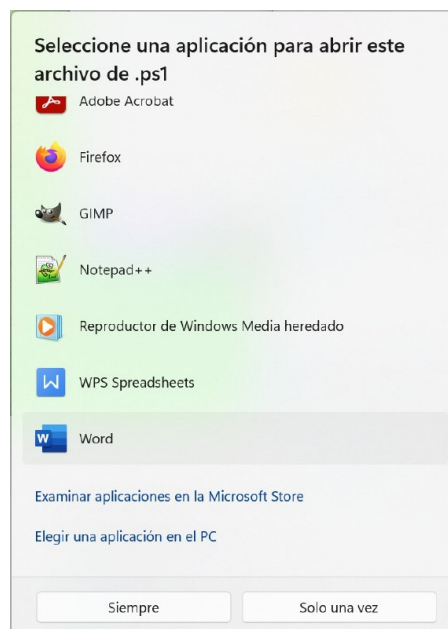 Seleccione una aplicación para abrir este
archivo de .ps1
Adobe Acrobat
Firefox
GIMP
Notepad++
Reproductor de Windows Media heredado
WPS Spreadsheets
Word
Examinar aplicaciones en la Microsoft Store
Elegir una aplicación en el PC
Siempre
Solo una vez